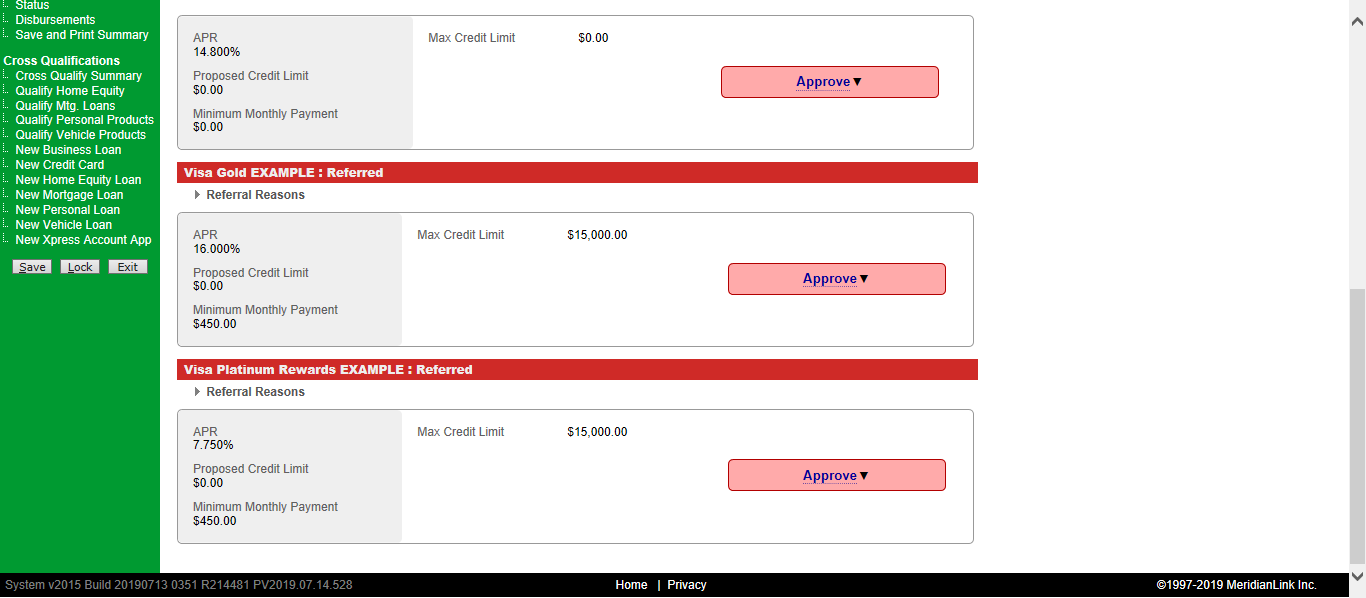 Status
Disbursements
Save and Print Summary
Cross Qualifications
Cross Qualify Summary
Qualify Home Equity
Qualify Mtg. Loans
Qualify Personal Products
Qualify Vehicle Products
New Business Loan
New Credit Card
New Home Equity Loan
New Mortgage Loan
New Personal Loan
New Vehicle Loan
New Xpress Account App
Save Lock Exit
APR
14.800%
Proposed Credit Limit
$0.00
Minimum Monthly Payment
$0.00
Max Credit Limit $0.00
Approve▼
Visa Gold EXAMPLE : Referred
Referral Reasons
APR
16.000%
Proposed Credit Limit
$0.00
Minimum Monthly Payment
$450.00
Max Credit Limit $15,000.00
Approve▼
Visa Platinum Rewards EXAMPLE : Referred
Referral Reasons
APR
7.750%
Proposed Credit Limit
$0.00
Minimum Monthly Payment
$450.00
Max Credit Limit $15,000.00
Approve▼
System v2015 Build 20190713 0351 R214481 PV2019.07.14.528
Home | Privacy
©1997-2019 MeridianLink Inc.